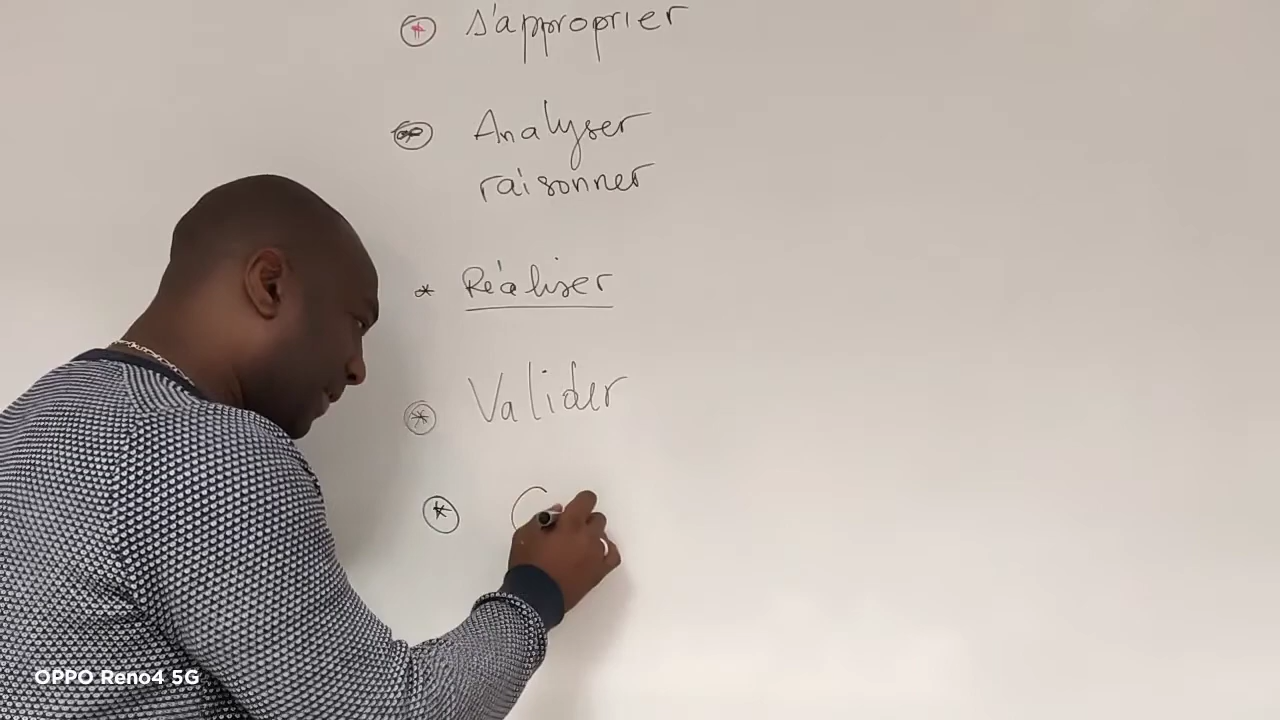 s'approprier
Analyser
raisonner
Réaliser
Valider
C
OPPO Reno4 5G